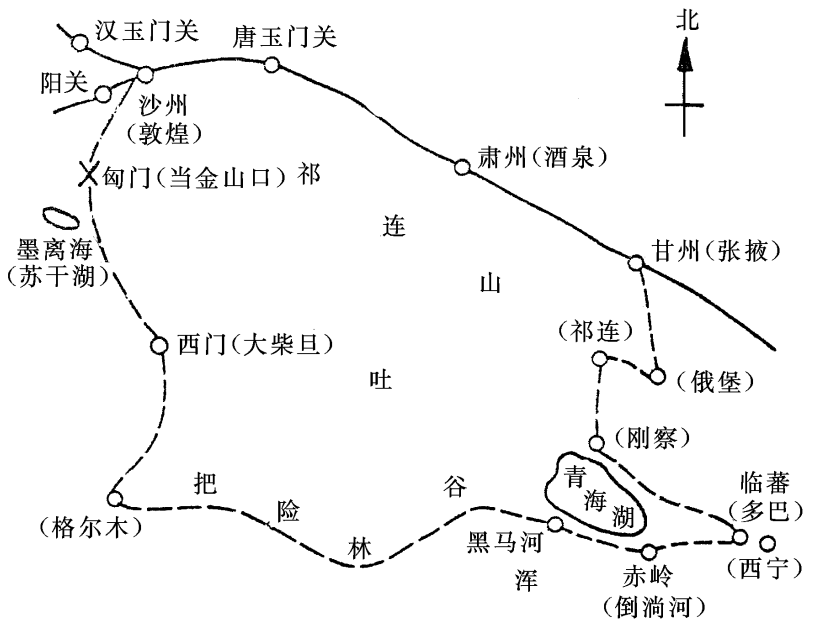 北
汉玉门关
唐玉门关
阳关
沙州
(敦煌)
肃州(酒泉)
匈门(当金山口)
祁
连
山
墨离海
(苏干湖)
甘州(张掖)
西门(大柴旦)
(祁连)
(俄堡)
吐
(刚察)
谷
浑
把
险
林
青
海
湖
临蕃
(多巴)
(格尔木)
黑马河
赤岭
(倒淌河)
(西宁)